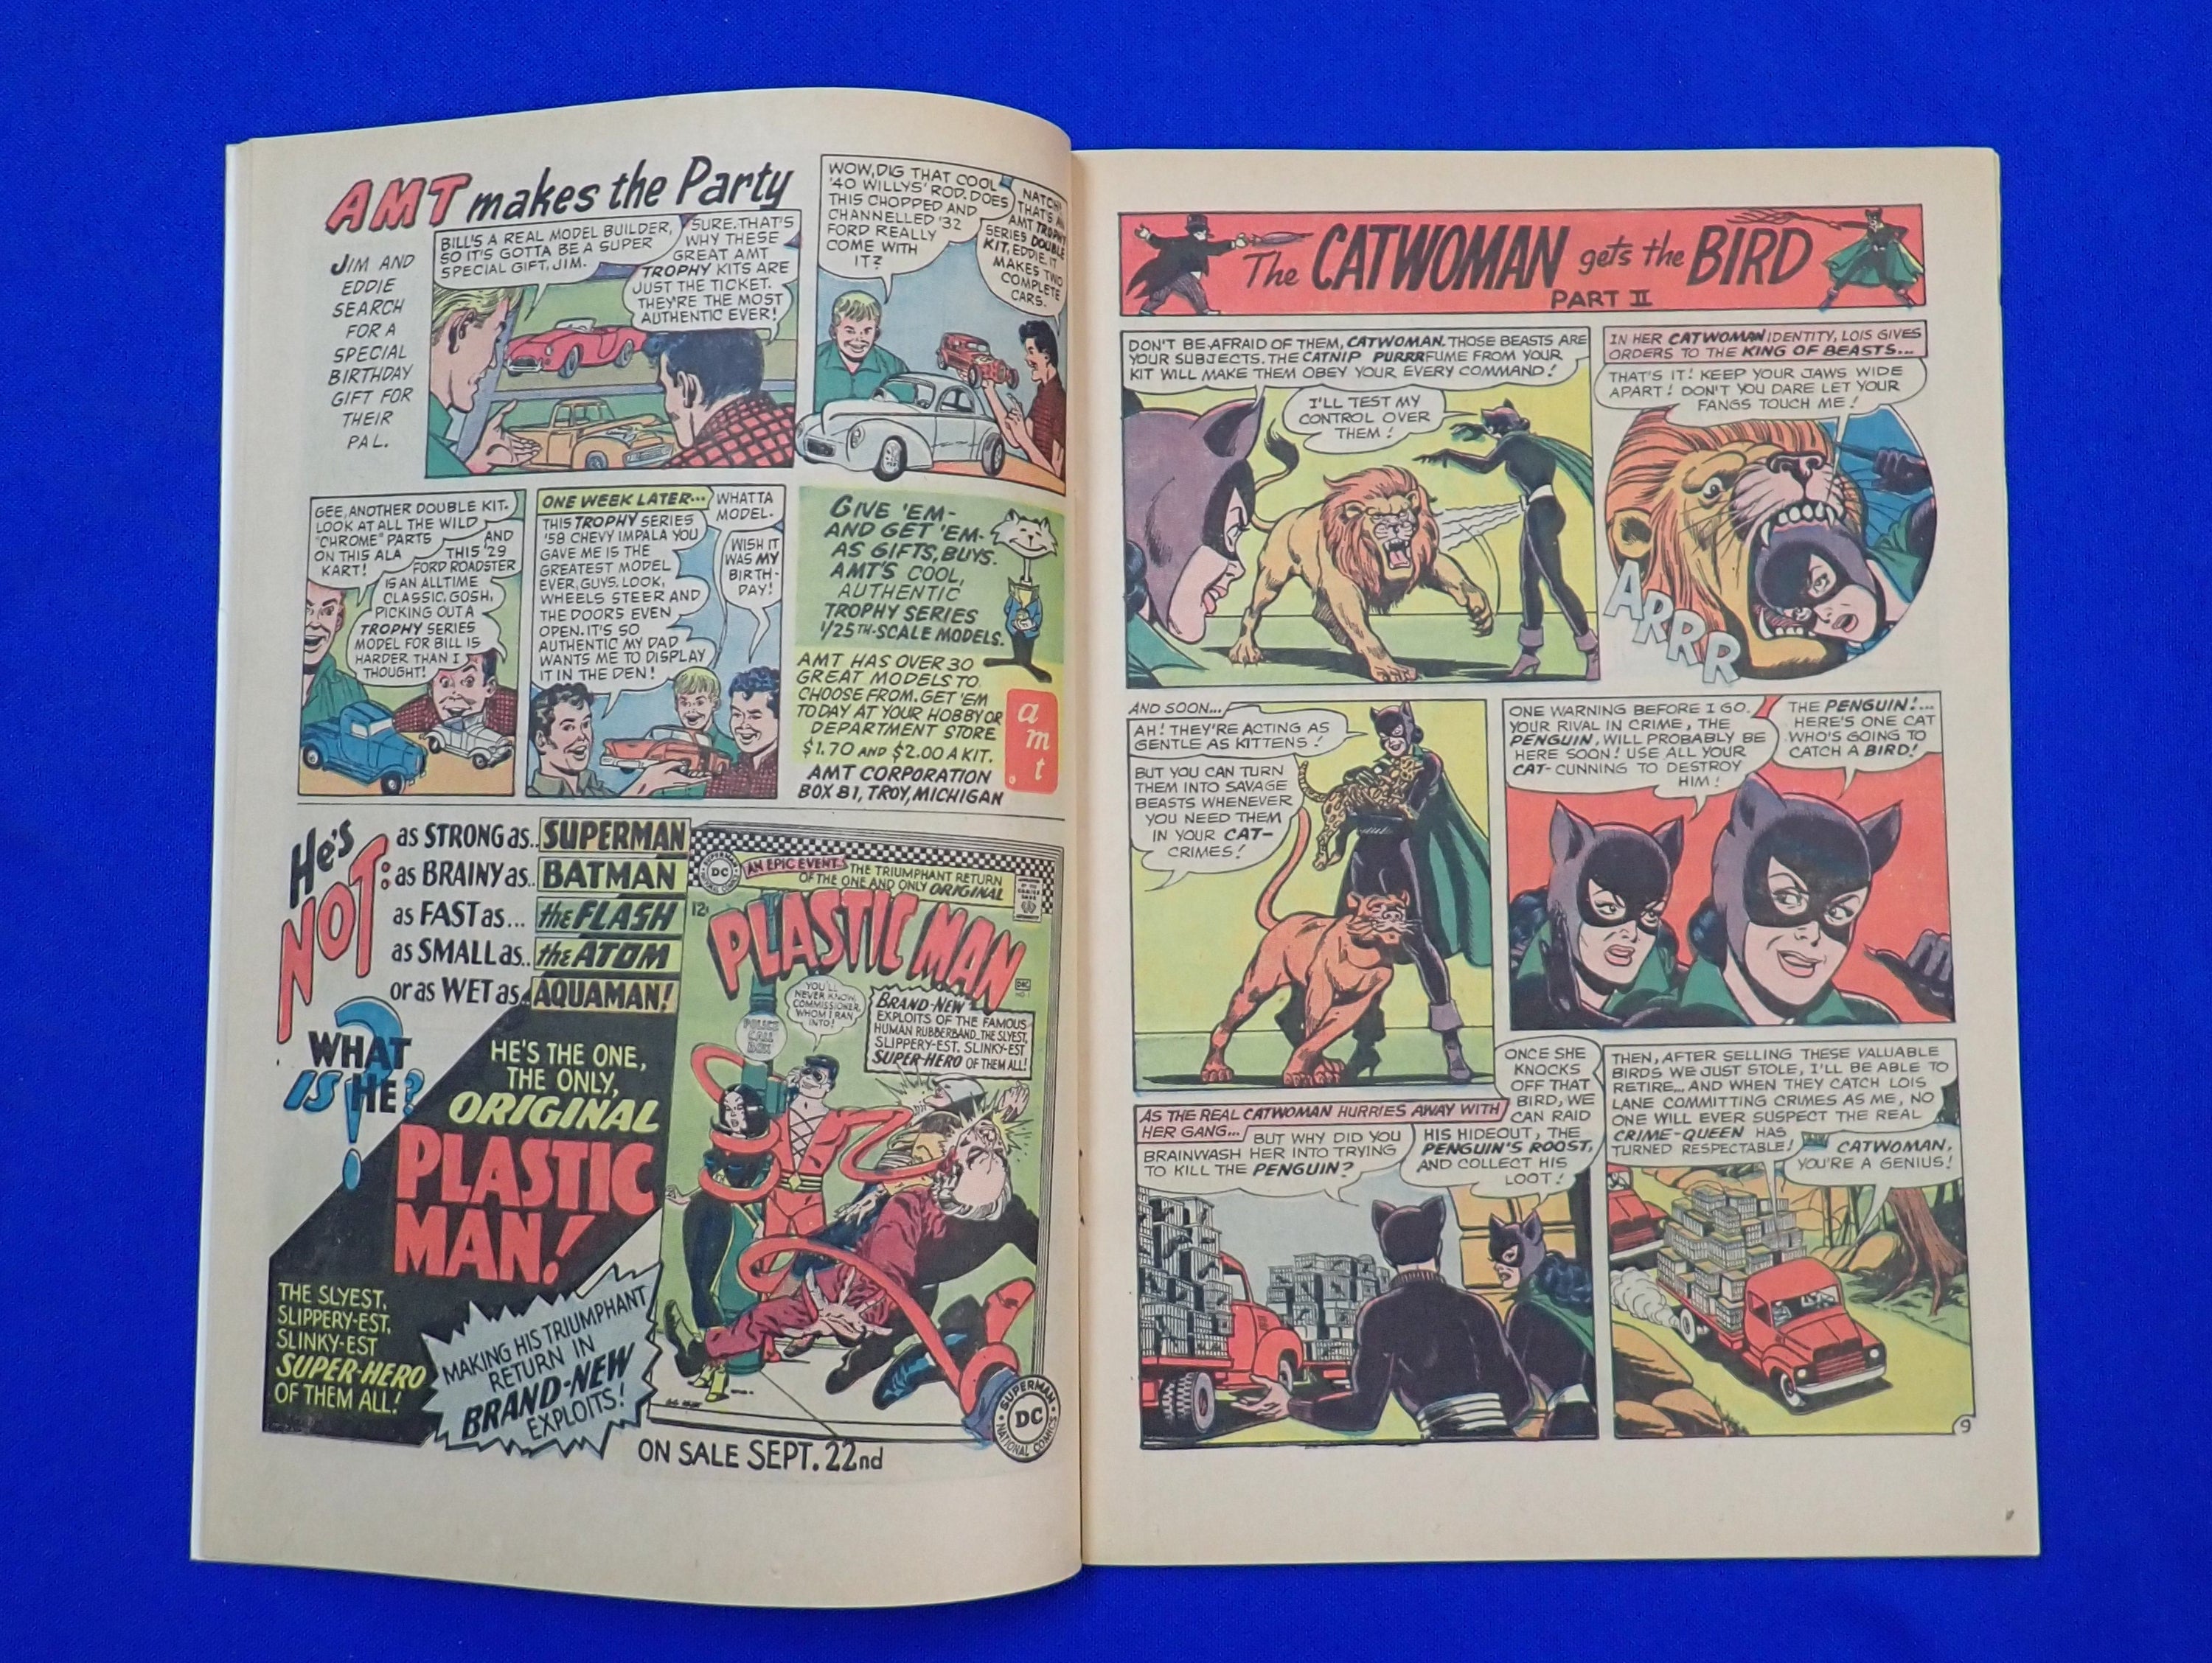 AMT makes the Party
JIM AND
EDDIE
SEARCH
FOR A
SPECIAL
BIRTHDAY
GIFT FOR
THEIR
PAL.
BILL'S A REAL MODEL BUILDER,
SO IT'S GOTTA BE A SUPER
SPECIAL GIFT, JIM.
SURE. THAT'S
WHY THESE
GREAT AMT
TROPHY KITS ARE
JUST THE TICKET.
THEY'RE THE MOST
AUTHENTIC EVER!
WOW, DIG THAT COOL
'40 WILLYS' ROD. DOES
THIS CHOPPED AND
CHANNELLED '32
FORD REALLY
COME WITH
IT?
NATCH!
THAT'S AN
AMT TROPHY
SERIES DOUBLE
KIT, EDDIE. IT
MAKES TWO
COMPLETE
CARS.
GEE, ANOTHER DOUBLE KIT.
LOOK AT ALL THE WILD
"CHROME" PARTS
ON THIS ALA
KART!
AND
THIS '29
FORD ROADSTER
IS AN ALLTIME
CLASSIC. GOSH,
PICKING OUT A
TROPHY SERIES
MODEL FOR BILL IS
HARDER THAN I
THOUGHT!
ONE WEEK LATER...
THIS TROPHY SERIES
'58 CHEVY IMPALA YOU
GAVE ME IS THE
GREATEST MODEL
EVER, GUYS. LOOK,
WHEELS STEER AND
THE DOORS EVEN
OPEN. IT'S SO
AUTHENTIC MY DAD
WANTS ME TO DISPLAY
IT IN THE DEN!
WHATTA
MODEL.
WISH IT
WAS MY
BIRTH-
DAY!
GIVE 'EM-
AND GET 'EM-
AS GIFTS, BUYS.
AMT'S COOL,
AUTHENTIC
TROPHY SERIES
1/25TH-SCALE MODELS.
AMT HAS OVER 30
GREAT MODELS TO
CHOOSE FROM. GET 'EM
TODAY AT YOUR HOBBY OR
DEPARTMENT STORE
$1.70 AND $2.00 A KIT.
AMT CORPORATION
BOX 81, TROY, MICHIGAN
a
m
t
He's
NOT:
as STRONG as.. SUPERMAN
as BRAINY as.. BATMAN
as FAST as... the FLASH
as SMALL as.. the ATOM
or as WET as. AQUAMAN!
WHAT
IS HE?
HE'S THE ONE,
THE ONLY,
ORIGINAL
PLASTIC
MAN!
THE SLYEST,
SLIPPERY-EST,
SLINKY-EST
SUPER-HERO
OF THEM ALL!
MAKING HIS TRIUMPHANT
RETURN IN
BRAND-NEW
EXPLOITS!
SUPERMAN
DC
NATIONAL COMICS
AN EPIC EVENT! THE TRIUMPHANT RETURN
OF THE ONE AND ONLY ORIGINAL
12¢
PLASTIC MAN
YOU'LL
NEVER KNOW,
COMMISSIONER,
WHOM I RAN
INTO!
POLICE
CALL
BOX
BRAND-NEW
EXPLOITS OF THE FAMOUS
HUMAN RUBBERBAND... THE SLYEST,
SLIPPERY-EST, SLINKY-EST
SUPER-HERO OF THEM ALL!
SUPERMAN
DC
NATIONAL COMICS
ON SALE SEPT. 22nd
The CATWOMAN gets the BIRD
PART II
DON'T BE AFRAID OF THEM, CATWOMAN. THOSE BEASTS ARE
YOUR SUBJECTS. THE CATNIP PURRRFUME FROM YOUR
KIT WILL MAKE THEM OBEY YOUR EVERY COMMAND!
I'LL TEST MY
CONTROL OVER
THEM!
IN HER CATWOMAN IDENTITY, LOIS GIVES
ORDERS TO THE KING OF BEASTS...
THAT'S IT! KEEP YOUR JAWS WIDE
APART! DON'T YOU DARE LET YOUR
FANGS TOUCH ME!
ARRRR
AND SOON...
AH! THEY'RE ACTING AS
GENTLE AS KITTENS!
BUT YOU CAN TURN
THEM INTO SAVAGE
BEASTS WHENEVER
YOU NEED THEM
IN YOUR CAT-
CRIMES!
ONE WARNING BEFORE I GO.
YOUR RIVAL IN CRIME, THE
PENGUIN, WILL PROBABLY BE
HERE SOON! USE ALL YOUR
CAT-CUNNING TO DESTROY
HIM!
THE PENGUIN!...
HERE'S ONE CAT
WHO'S GOING TO
CATCH A BIRD!
AS THE REAL CATWOMAN HURRIES AWAY WITH
HER GANG...
BUT WHY DID YOU
BRAINWASH HER INTO TRYING
TO KILL THE PENGUIN?
ONCE SHE
KNOCKS
OFF THAT
BIRD, WE
CAN RAID
HIS HIDEOUT, THE
PENGUIN'S ROOST,
AND COLLECT HIS
LOOT!
THEN, AFTER SELLING THESE VALUABLE
BIRDS WE JUST STOLE, I'LL BE ABLE TO
RETIRE... AND WHEN THEY CATCH LOIS
LANE COMMITTING CRIMES AS ME, NO
ONE WILL EVER SUSPECT THE REAL
CRIME-QUEEN HAS
TURNED RESPECTABLE!
CATWOMAN,
YOU'RE A GENIUS!
9